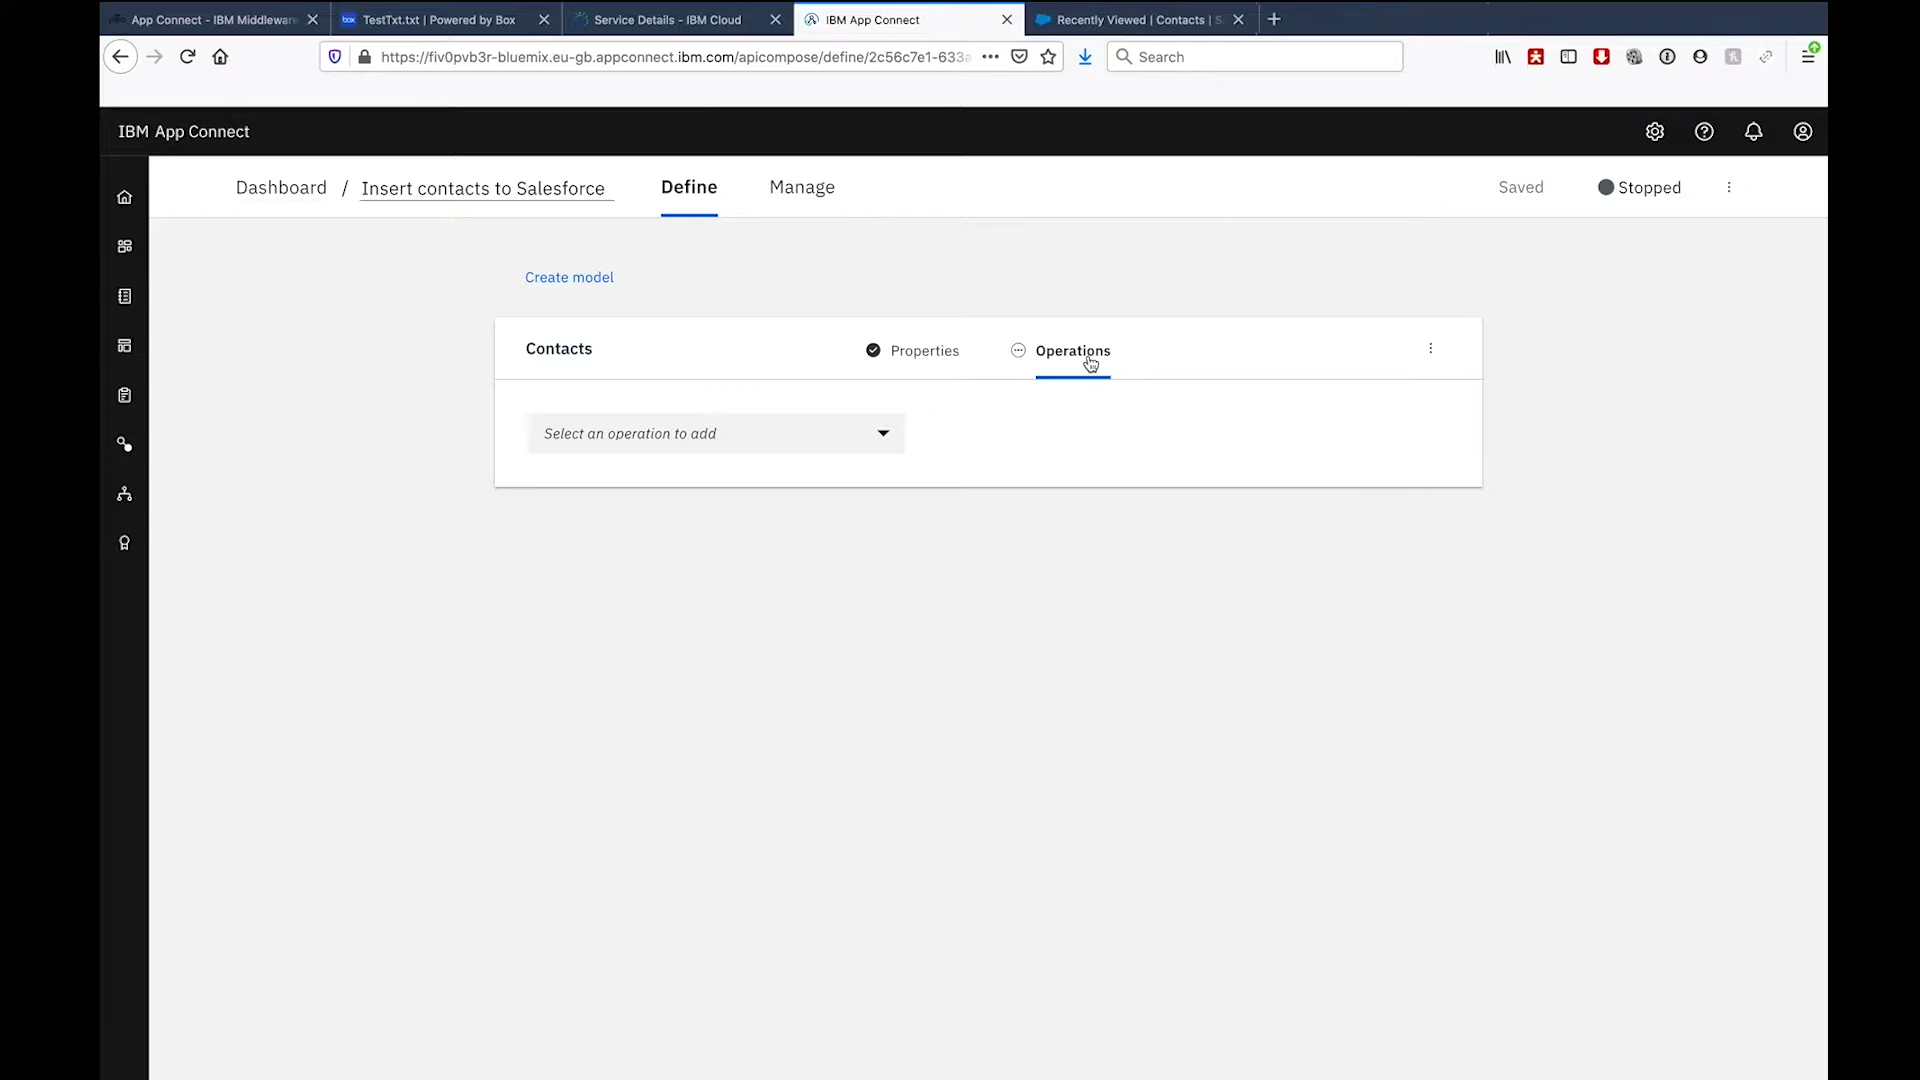 App Connect - IBM Middleware
TestTxt.txt | Powered by Box
Service Details - IBM Cloud
IBM App Connect
Recently Viewed | Contacts | S
https://fiv0pvb3r-bluemix.eu-gb.appconnect.ibm.com/apicompose/define/2c56c7e1-633a
Search
IBM App Connect
Dashboard / Insert contacts to Salesforce
Define
Manage
Saved
Stopped
Create model
Contacts
Properties
Operations
Select an operation to add